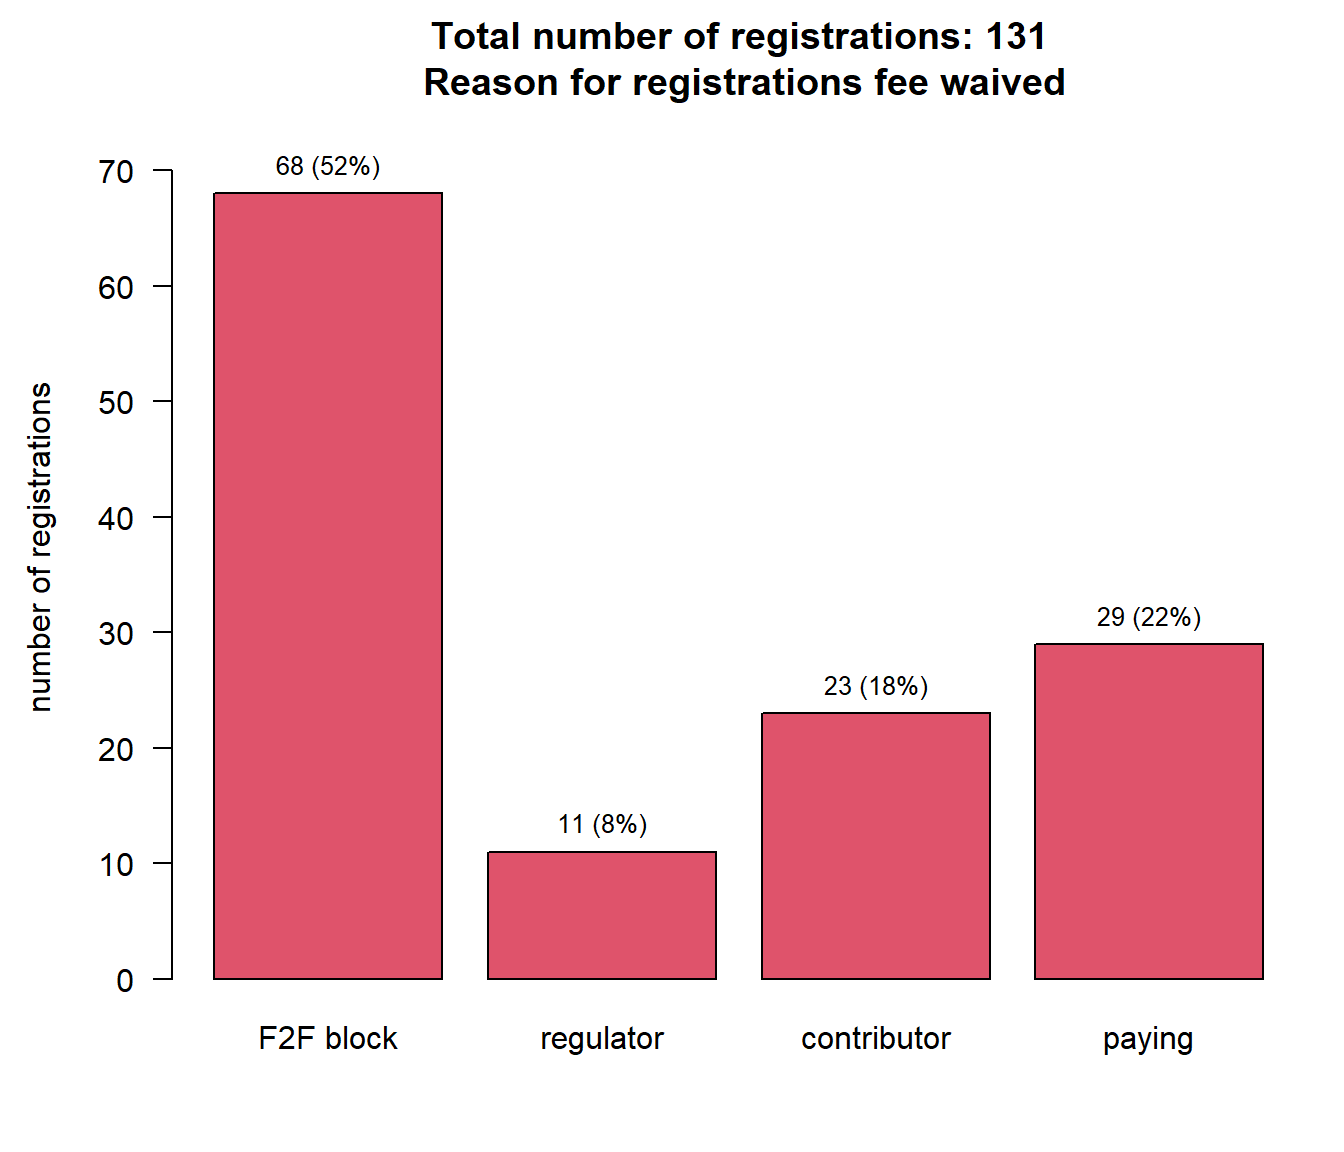 Total number of registrations: 131
Reason for registrations fee waived
number of registrations
70
60
50
40
30
20
10
0
68 (52%)
11 (8%)
23 (18%)
29 (22%)
F2F block
regulator
contributor
paying